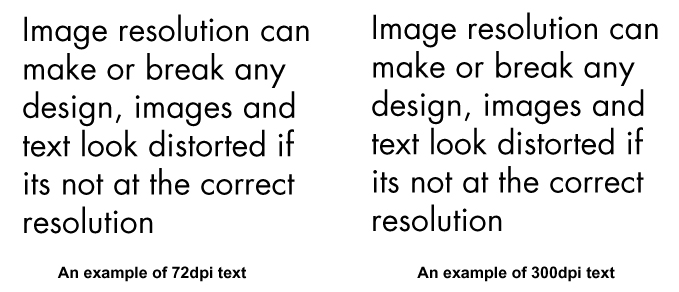 Image resolution can
make or break any
design, images and
text look distorted if
its not at the correct
resolution
An example of 72dpi text
Image resolution can
make or break any
design, images and
text look distorted if
its not at the correct
resolution
An example of 300dpi text